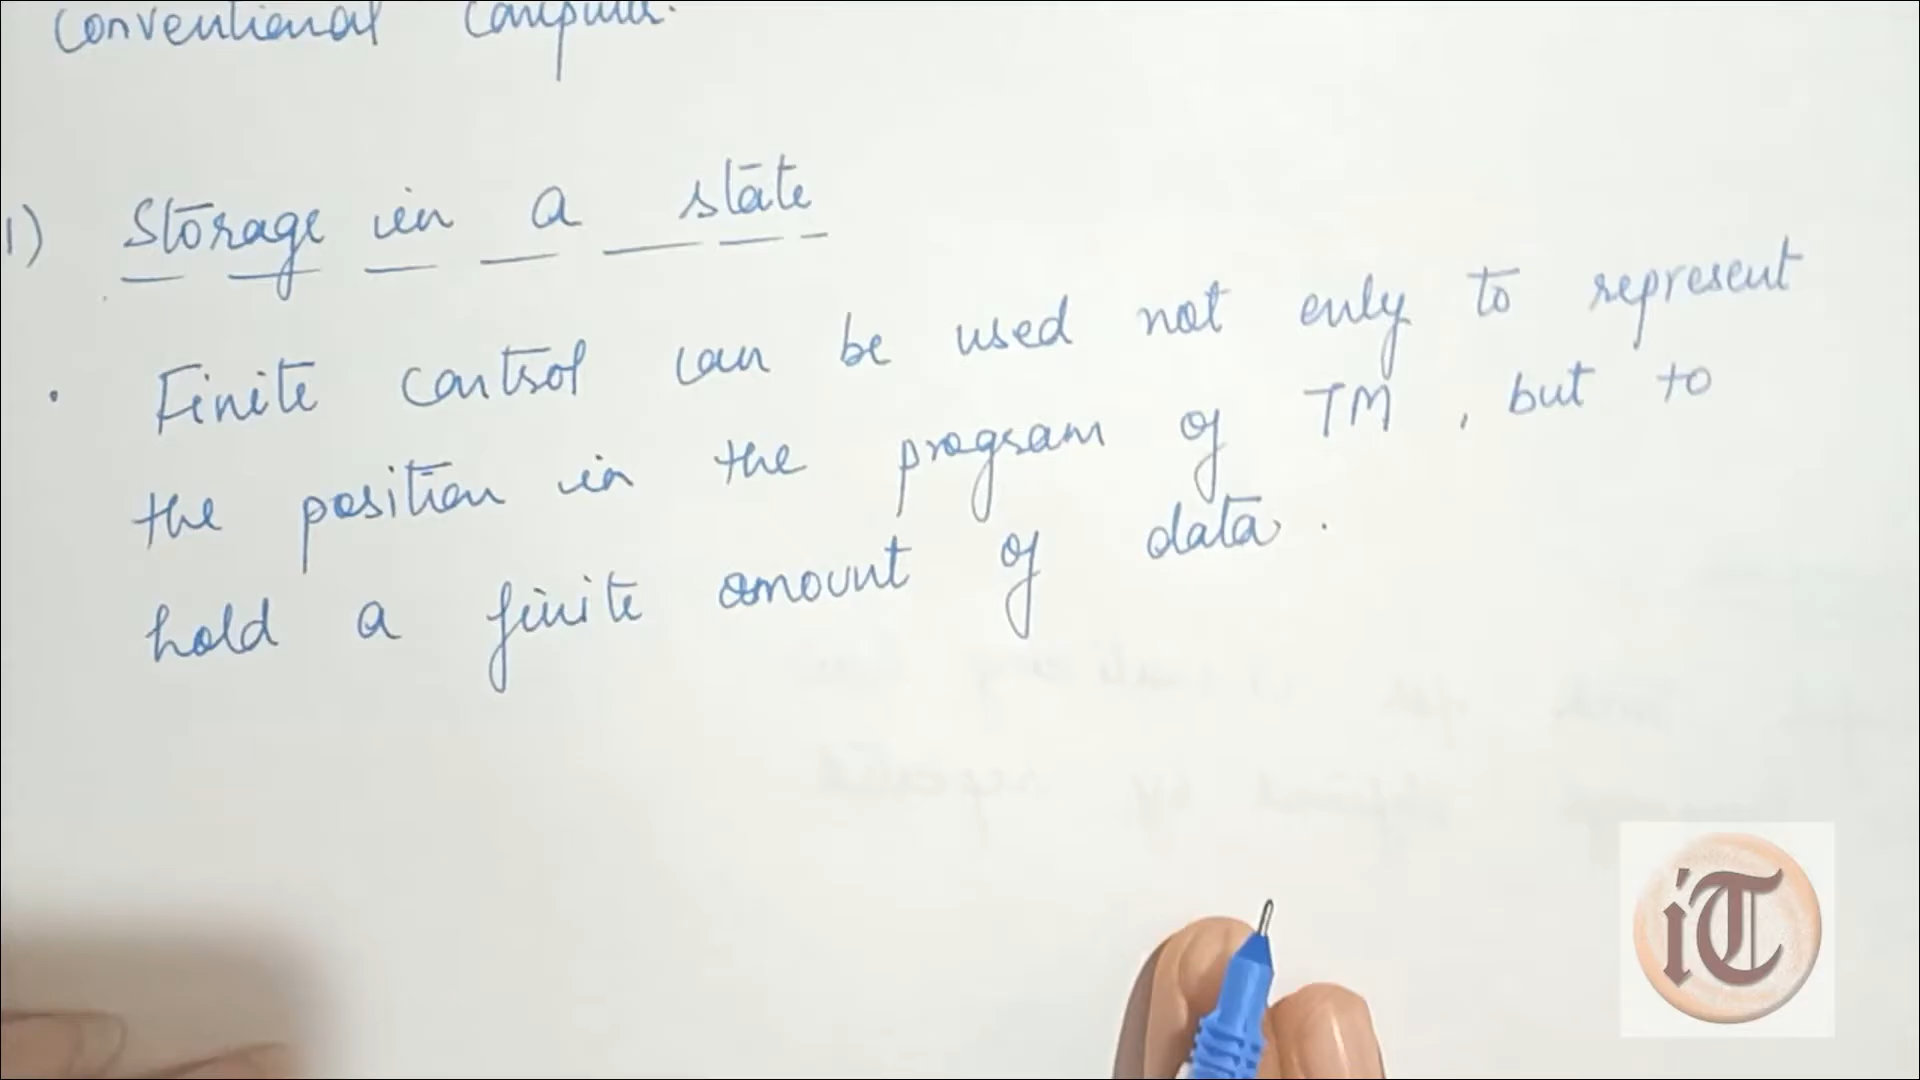 conventional computer.
1) Storage in a state
· Finite control can be used not only to represent
the position in the program of TM, but to
hold a finite amount of data.
iT